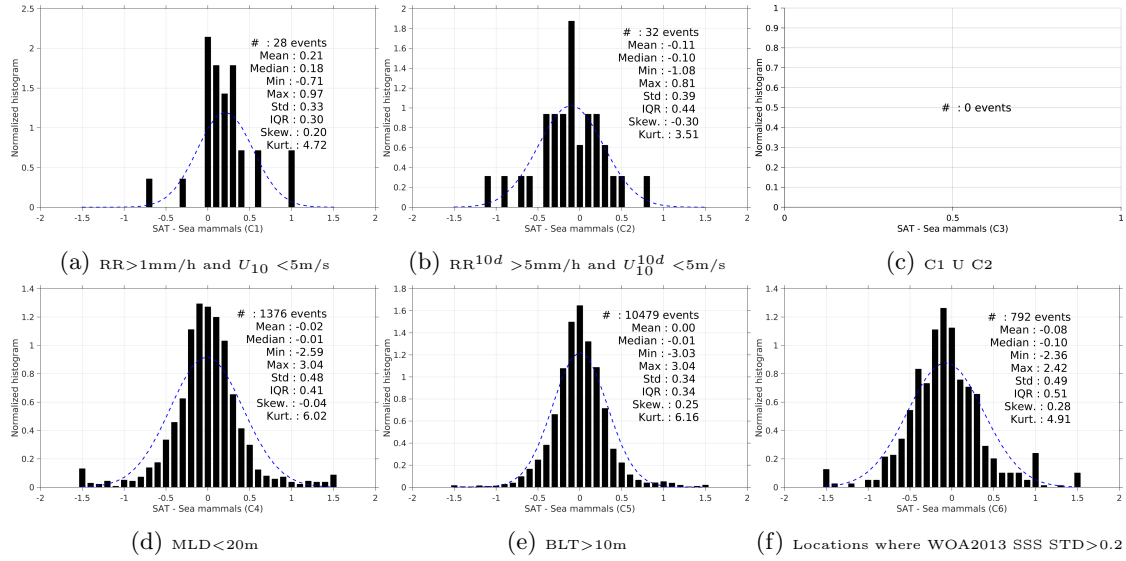 2.5
2
1.5
1
0.5
0
Normalized histogram
# : 28 events
Mean : 0.21
Median : 0.18
Min : -0.71
Max : 0.97
Std : 0.33
IQR : 0.30
Skew. : 0.20
Kurt. : 4.72
-2 -1.5 -1 -0.5 0 0.5 1 1.5 2
SAT - Sea mammals (C1)
(a) RR>1mm/h and U10 <5m/s
2
1.8
1.6
1.4
1.2
1
0.8
0.6
0.4
0.2
0
Normalized histogram
# : 32 events
Mean : -0.11
Median : -0.10
Min : -1.08
Max : 0.81
Std : 0.39
IQR : 0.44
Skew. : -0.30
Kurt. : 3.51
-2 -1.5 -1 -0.5 0 0.5 1 1.5 2
SAT - Sea mammals (C2)
(b) RR^10d >5mm/h and U10^10d <5m/s
1
0.9
0.8
0.7
0.6
0.5
0.4
0.3
0.2
0.1
0
Normalized histogram
# : 0 events
0 0.5 1
SAT - Sea mammals (C3)
(c) C1 U C2
1.4
1.2
1
0.8
0.6
0.4
0.2
0
Normalized histogram
# : 1376 events
Mean : -0.02
Median : -0.01
Min : -2.59
Max : 3.04
Std : 0.48
IQR : 0.41
Skew. : -0.04
Kurt. : 6.02
-2 -1.5 -1 -0.5 0 0.5 1 1.5 2
SAT - Sea mammals (C4)
(d) MLD<20m
1.8
1.6
1.4
1.2
1
0.8
0.6
0.4
0.2
0
Normalized histogram
# : 10479 events
Mean : 0.00
Median : -0.01
Min : -3.03
Max : 3.04
Std : 0.34
IQR : 0.34
Skew. : 0.25
Kurt. : 6.16
-2 -1.5 -1 -0.5 0 0.5 1 1.5 2
SAT - Sea mammals (C5)
(e) BLT>10m
1.4
1.2
1
0.8
0.6
0.4
0.2
0
Normalized histogram
# : 792 events
Mean : -0.08
Median : -0.10
Min : -2.36
Max : 2.42
Std : 0.49
IQR : 0.51
Skew. : 0.28
Kurt. : 4.91
-2 -1.5 -1 -0.5 0 0.5 1 1.5 2
SAT - Sea mammals (C6)
(f) Locations where WOA2013 SSS STD>0.2